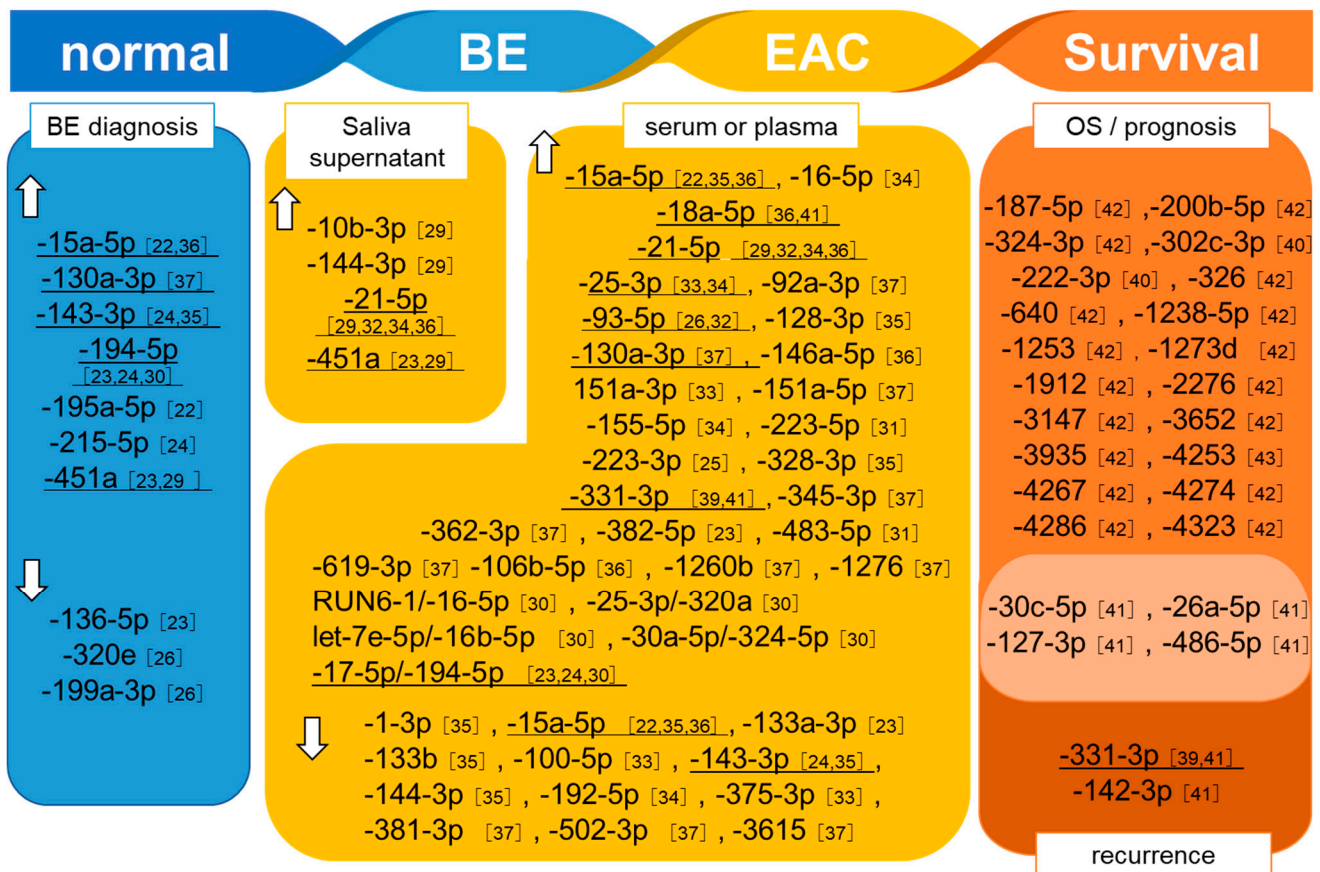 normal
BE
EAC
Survival
BE diagnosis
-15a-5p [22,36]
-130a-3p [37]
-143-3p [24,35]
-194-5p
[23,24,30]
-195a-5p [22]
-215-5p [24]
-451a [23,29 ]
-136-5p [23]
-320e [26]
-199a-3p [26]
Saliva
supernatant
-10b-3p [29]
-144-3p [29]
-21-5p
[29,32,34,36]
-451a [23,29]
serum or plasma
-15a-5p [22,35,36] , -16-5p [34]
-18a-5p [36,41]
-21-5p [29,32,34,36]
-25-3p [33,34] , -92a-3p [37]
-93-5p [26,32] , -128-3p [35]
-130a-3p [37] , -146a-5p [36]
151a-3p [33] , -151a-5p [37]
-155-5p [34] , -223-5p [31]
-223-3p [25] , -328-3p [35]
-331-3p [39,41] , -345-3p [37]
-362-3p [37] , -382-5p [23] , -483-5p [31]
-619-3p [37] -106b-5p [36] , -1260b [37] , -1276 [37]
RUN6-1/-16-5p [30] , -25-3p/-320a [30]
let-7e-5p/-16b-5p [30] , -30a-5p/-324-5p [30]
-17-5p/-194-5p [23,24,30]
-1-3p [35] , -15a-5p [22,35,36] , -133a-3p [23]
-133b [35] , -100-5p [33] , -143-3p [24,35] ,
-144-3p [35] , -192-5p [34] , -375-3p [33] ,
-381-3p [37] , -502-3p [37] , -3615 [37]
OS / prognosis
-187-5p [42] ,-200b-5p [42]
-324-3p [42] , -302c-3p [40]
-222-3p [40] , -326 [42]
-640 [42] , -1238-5p [42]
-1253 [42] , -1273d [42]
-1912 [42] , -2276 [42]
-3147 [42] , -3652 [42]
-3935 [42] , -4253 [43]
-4267 [42] , -4274 [42]
-4286 [42] , -4323 [42]
-30c-5p [41] , -26a-5p [41]
-127-3p [41] , -486-5p [41]
-331-3p [39,41]
-142-3p [41]
recurrence